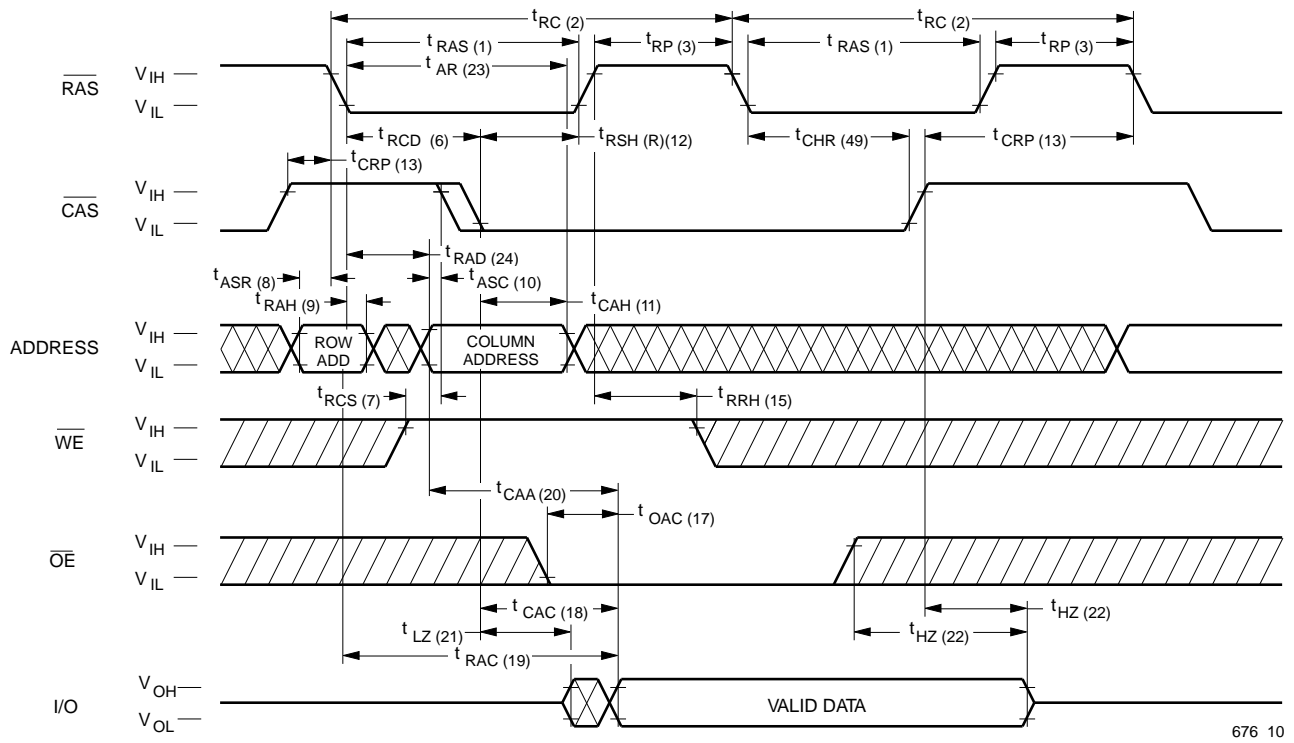 t RC (2) t RC (2)
t RAS (1) t RP (3) t RAS (1) t RP (3)
t AR (23)
RAS V IH
V IL
t RCD (6) t RSH (R)(12) t CHR (49) t CRP (13)
t CRP (13)
CAS V IH
V IL
t RAD (24)
t ASR (8) t ASC (10)
t RAH (9) t CAH (11)
ADDRESS V IH ROW ADD COLUMN ADDRESS
V IL
t RCS (7) t RRH (15)
WE V IH
V IL
t CAA (20)
t OAC (17)
OE V IH
V IL
t CAC (18) t HZ (22)
t LZ (21) t HZ (22)
t RAC (19)
I/O V OH VALID DATA
V OL
676 10